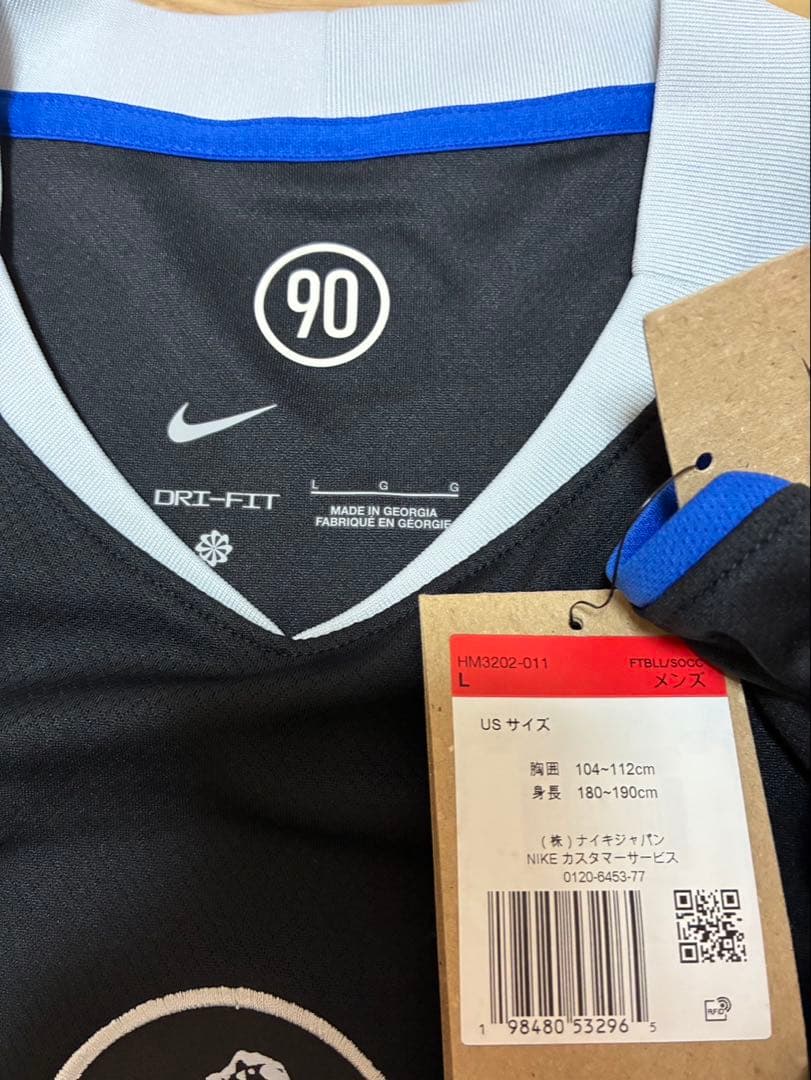 90
DRI-FIT
L G G
MADE IN GEORGIA
FABRIQUÉ EN GÉORGIE
HM3202-011 FTBLL/SOCC
L メンズ
US サイズ
胸囲 104~112cm
身長 180~190cm
(株)ナイキジャパン
NIKE カスタマーサービス
0120-6453-77
1 98480 53296 5
RFID